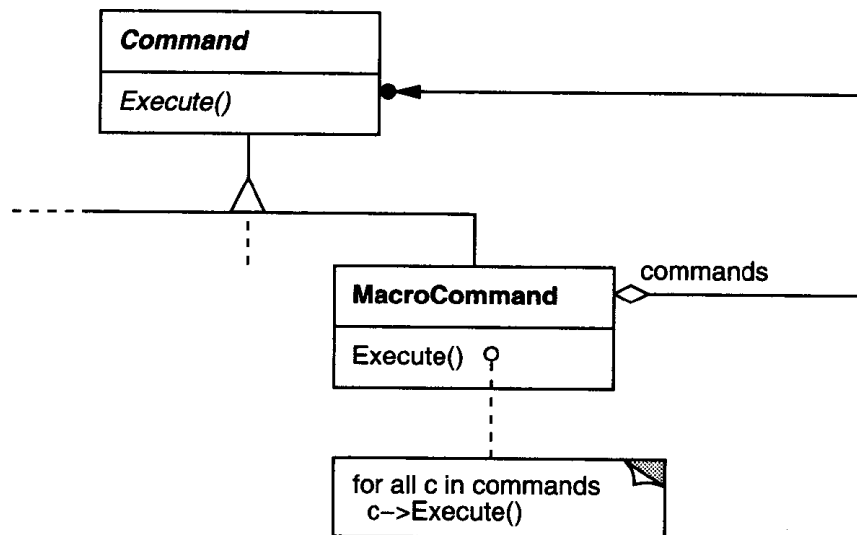 Command
Execute()
commands
MacroCommand
Execute()
for all c in commands
c->Execute()